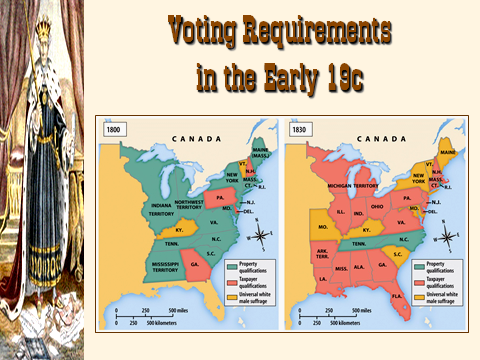 Voting Requirements
in the Early 19c
1800
CANADA
MAINE
(MASS.)
VT.
N.H.
NEW
YORK
MASS.
CT.
R.I.
PA.
N.J.
MD.
DEL.
INDIANA
TERRITORY
NORTHWEST
TERRITORY
VA.
KY.
N.C.
TENN.
S.C.
MISSISSIPPI
TERRITORY
GA.
Property
qualifications
Taxpayer
qualifications
Universal white
male suffrage
0 250 500 miles
0 250 500 kilometers
1830
CANADA
MAINE
VT.
N.H.
NEW
YORK
MASS.
CT.
R.I.
MICHIGAN TERRITORY
PA.
N.J.
OHIO
MD.
DEL.
ILL.
IND.
VA.
MO.
KY.
N.C.
TENN.
S.C.
ARK.
TERR.
MISS.
ALA.
GA.
LA.
FLA.
Property
qualifications
Taxpayer
qualifications
Universal white
male suffrage
0 250 500 miles
0 250 500 kilometers